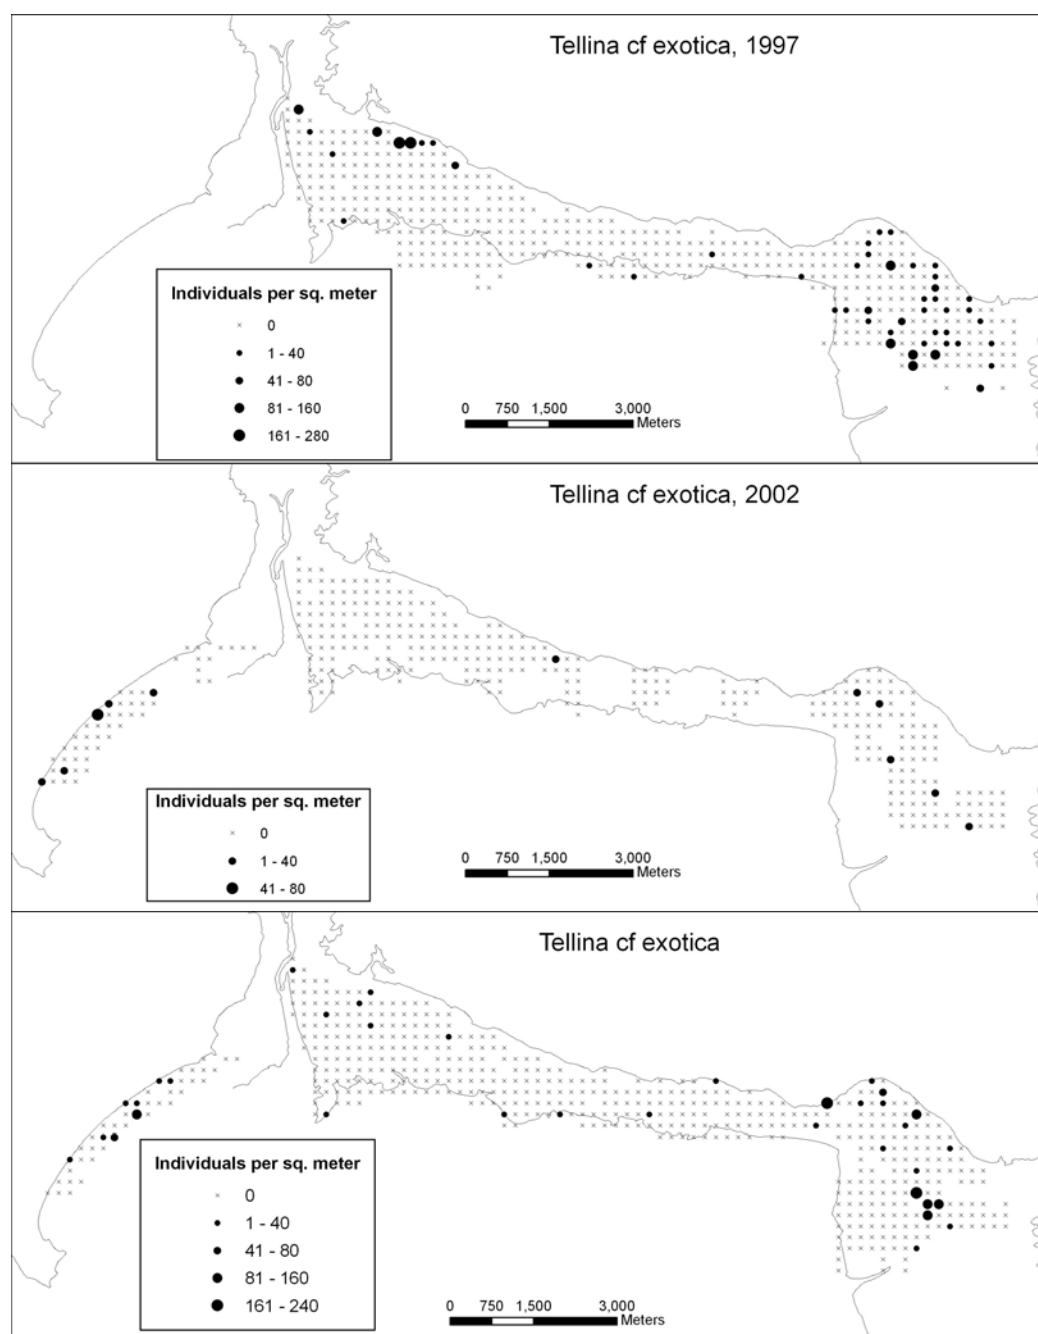 Tellina cf exotica, 1997
Individuals per sq. meter
0
1 - 40
41 - 80
81 - 160
161 - 280
0 750 1,500 3,000
Meters
Tellina cf exotica, 2002
Individuals per sq. meter
0
1 - 40
41 - 80
0 750 1,500 3,000
Meters
Tellina cf exotica
Individuals per sq. meter
0
1 - 40
41 - 80
81 - 160
161 - 240
0 750 1,500 3,000
Meters